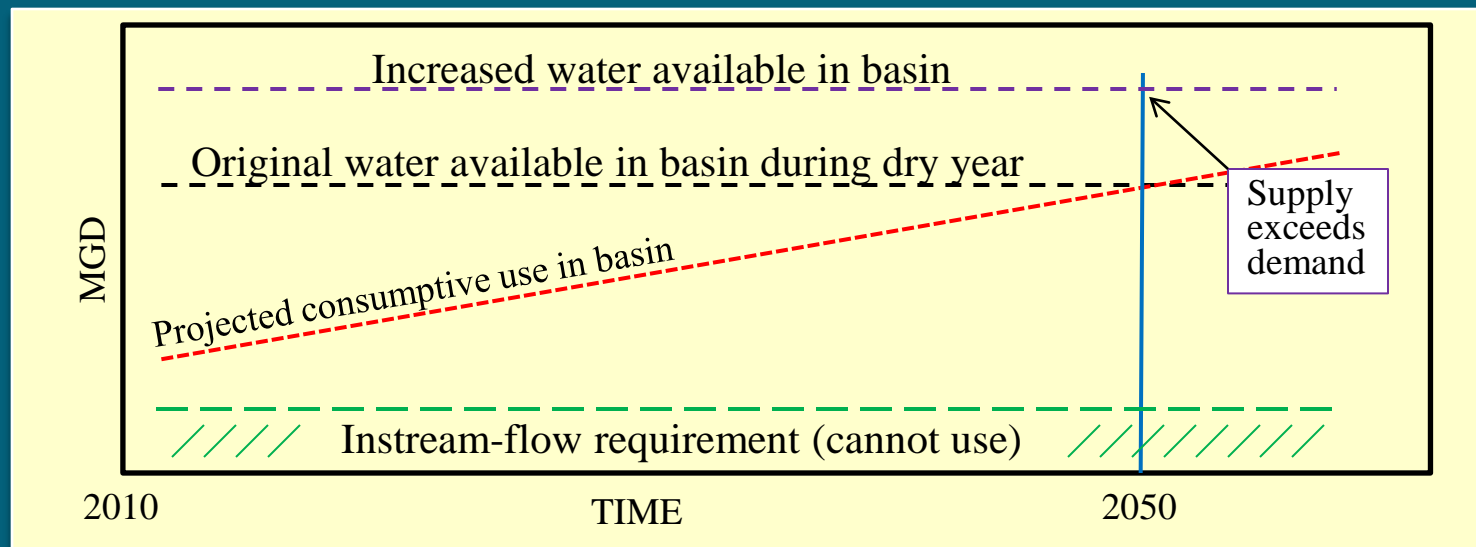 Increased water available in basin
Original water available in basin during dry year
Supply
exceeds
demand
MGD
Projected consumptive use in basin
Instream-flow requirement (cannot use)
2010
TIME
2050